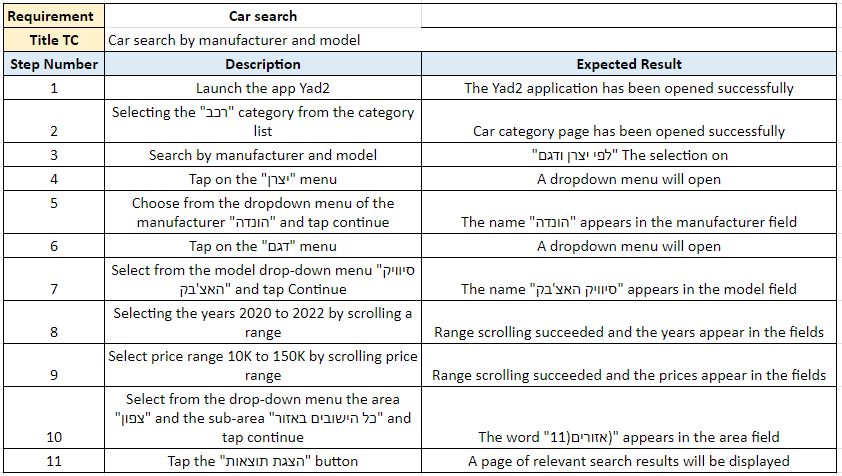 Requirement Car search
Title TC Car search by manufacturer and model
Step Number Description Expected Result
1 Launch the app Yad2 The Yad2 application has been opened successfully
Selecting the "רכב" category from the category
2 list Car category page has been opened successfully
3 Search by manufacturer and model "לפי יצרן ודגם" The selection on
4 Tap on the "יצרן" menu A dropdown menu will open
5 Choose from the dropdown menu of the
manufacturer "הונדה" and tap continue The name "הונדה" appears in the manufacturer field
6 Tap on the "דגם" menu A dropdown menu will open
Select from the model drop-down menu "סיוויק
7 האצ'בק" and tap Continue The name "סיוויק האצ'בק" appears in the model field
Selecting the years 2020 to 2022 by scrolling a
8 range Range scrolling succeeded and the years appear in the fields
Select price range 10K to 150K by scrolling price
9 range Range scrolling succeeded and the prices appear in the fields
Select from the drop-down menu the area
"צפון" and the sub-area "כל הישובים באזור" and
10 tap continue The word "אזורים(11)" appears in the area field
11 Tap the "הצגת תוצאות" button A page of relevant search results will be displayed